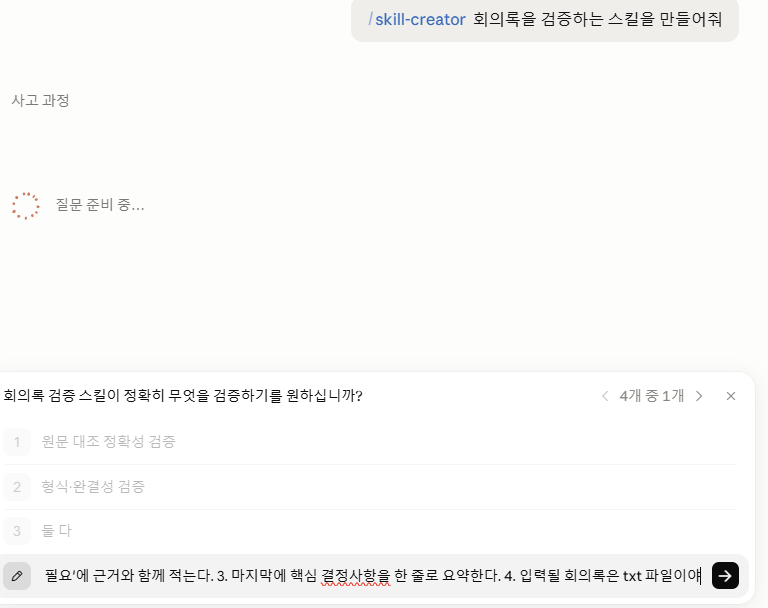 /skill-creator 회의록을 검증하는 스킬을 만들어줘
사고 과정
질문 준비 중...
회의록 검증 스킬이 정확히 무엇을 검증하기를 원하십니까?
4개 중 1개
1 원문 대조 정확성 검증
2 형식·완결성 검증
3 둘 다
필요'에 근거와 함께 적는다. 3. 마지막에 핵심 결정사항을 한 줄로 요약한다. 4. 입력될 회의록은 txt 파일이야